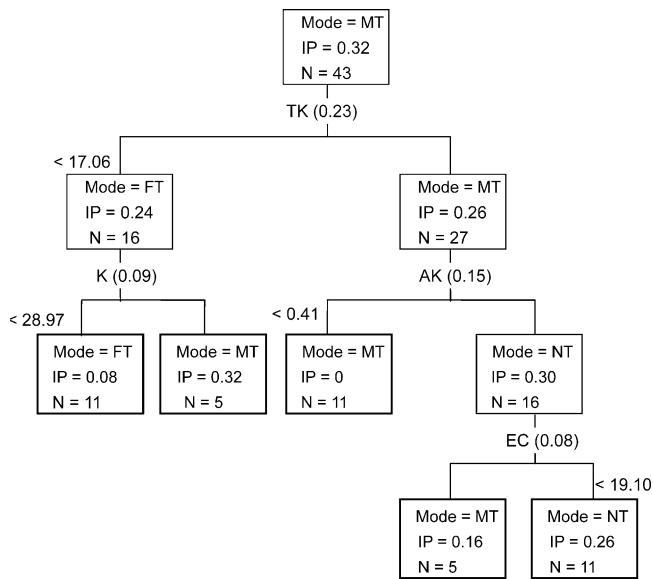 Mode = MT
IP = 0.32
N = 43
TK (0.23)
< 17.06
Mode = FT
IP = 0.24
N = 16
Mode = MT
IP = 0.26
N = 27
K (0.09)
AK (0.15)
< 28.97
Mode = FT
IP = 0.08
N = 11
Mode = MT
IP = 0.32
N = 5
< 0.41
Mode = MT
IP = 0
N = 11
Mode = NT
IP = 0.30
N = 16
EC (0.08)
Mode = MT
IP = 0.16
N = 5
< 19.10
Mode = NT
IP = 0.26
N = 11